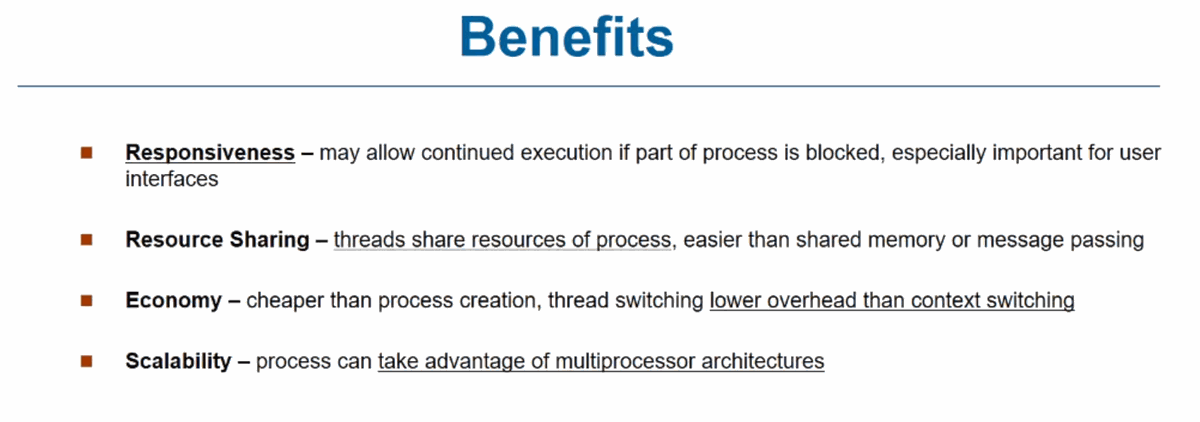 Benefits
Responsiveness – may allow continued execution if part of process is blocked, especially important for user
interfaces
Resource Sharing – threads share resources of process, easier than shared memory or message passing
Economy – cheaper than process creation, thread switching lower overhead than context switching
Scalability – process can take advantage of multiprocessor architectures